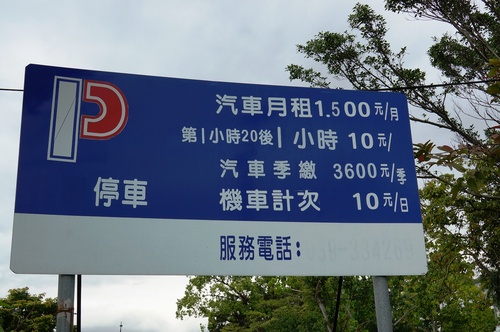 P
汽車月租1.500元/月
第1小時20後1小時 10元/
汽車季繳 3600元/季
停車
機車計次 10元/日
服務電話: